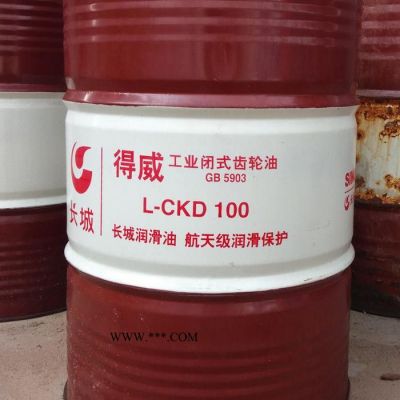 得威 工业闭式齿轮油
GB 5903
长城
L-CKD 100
长城润滑油 航天级润滑保护
WWW.***.COM